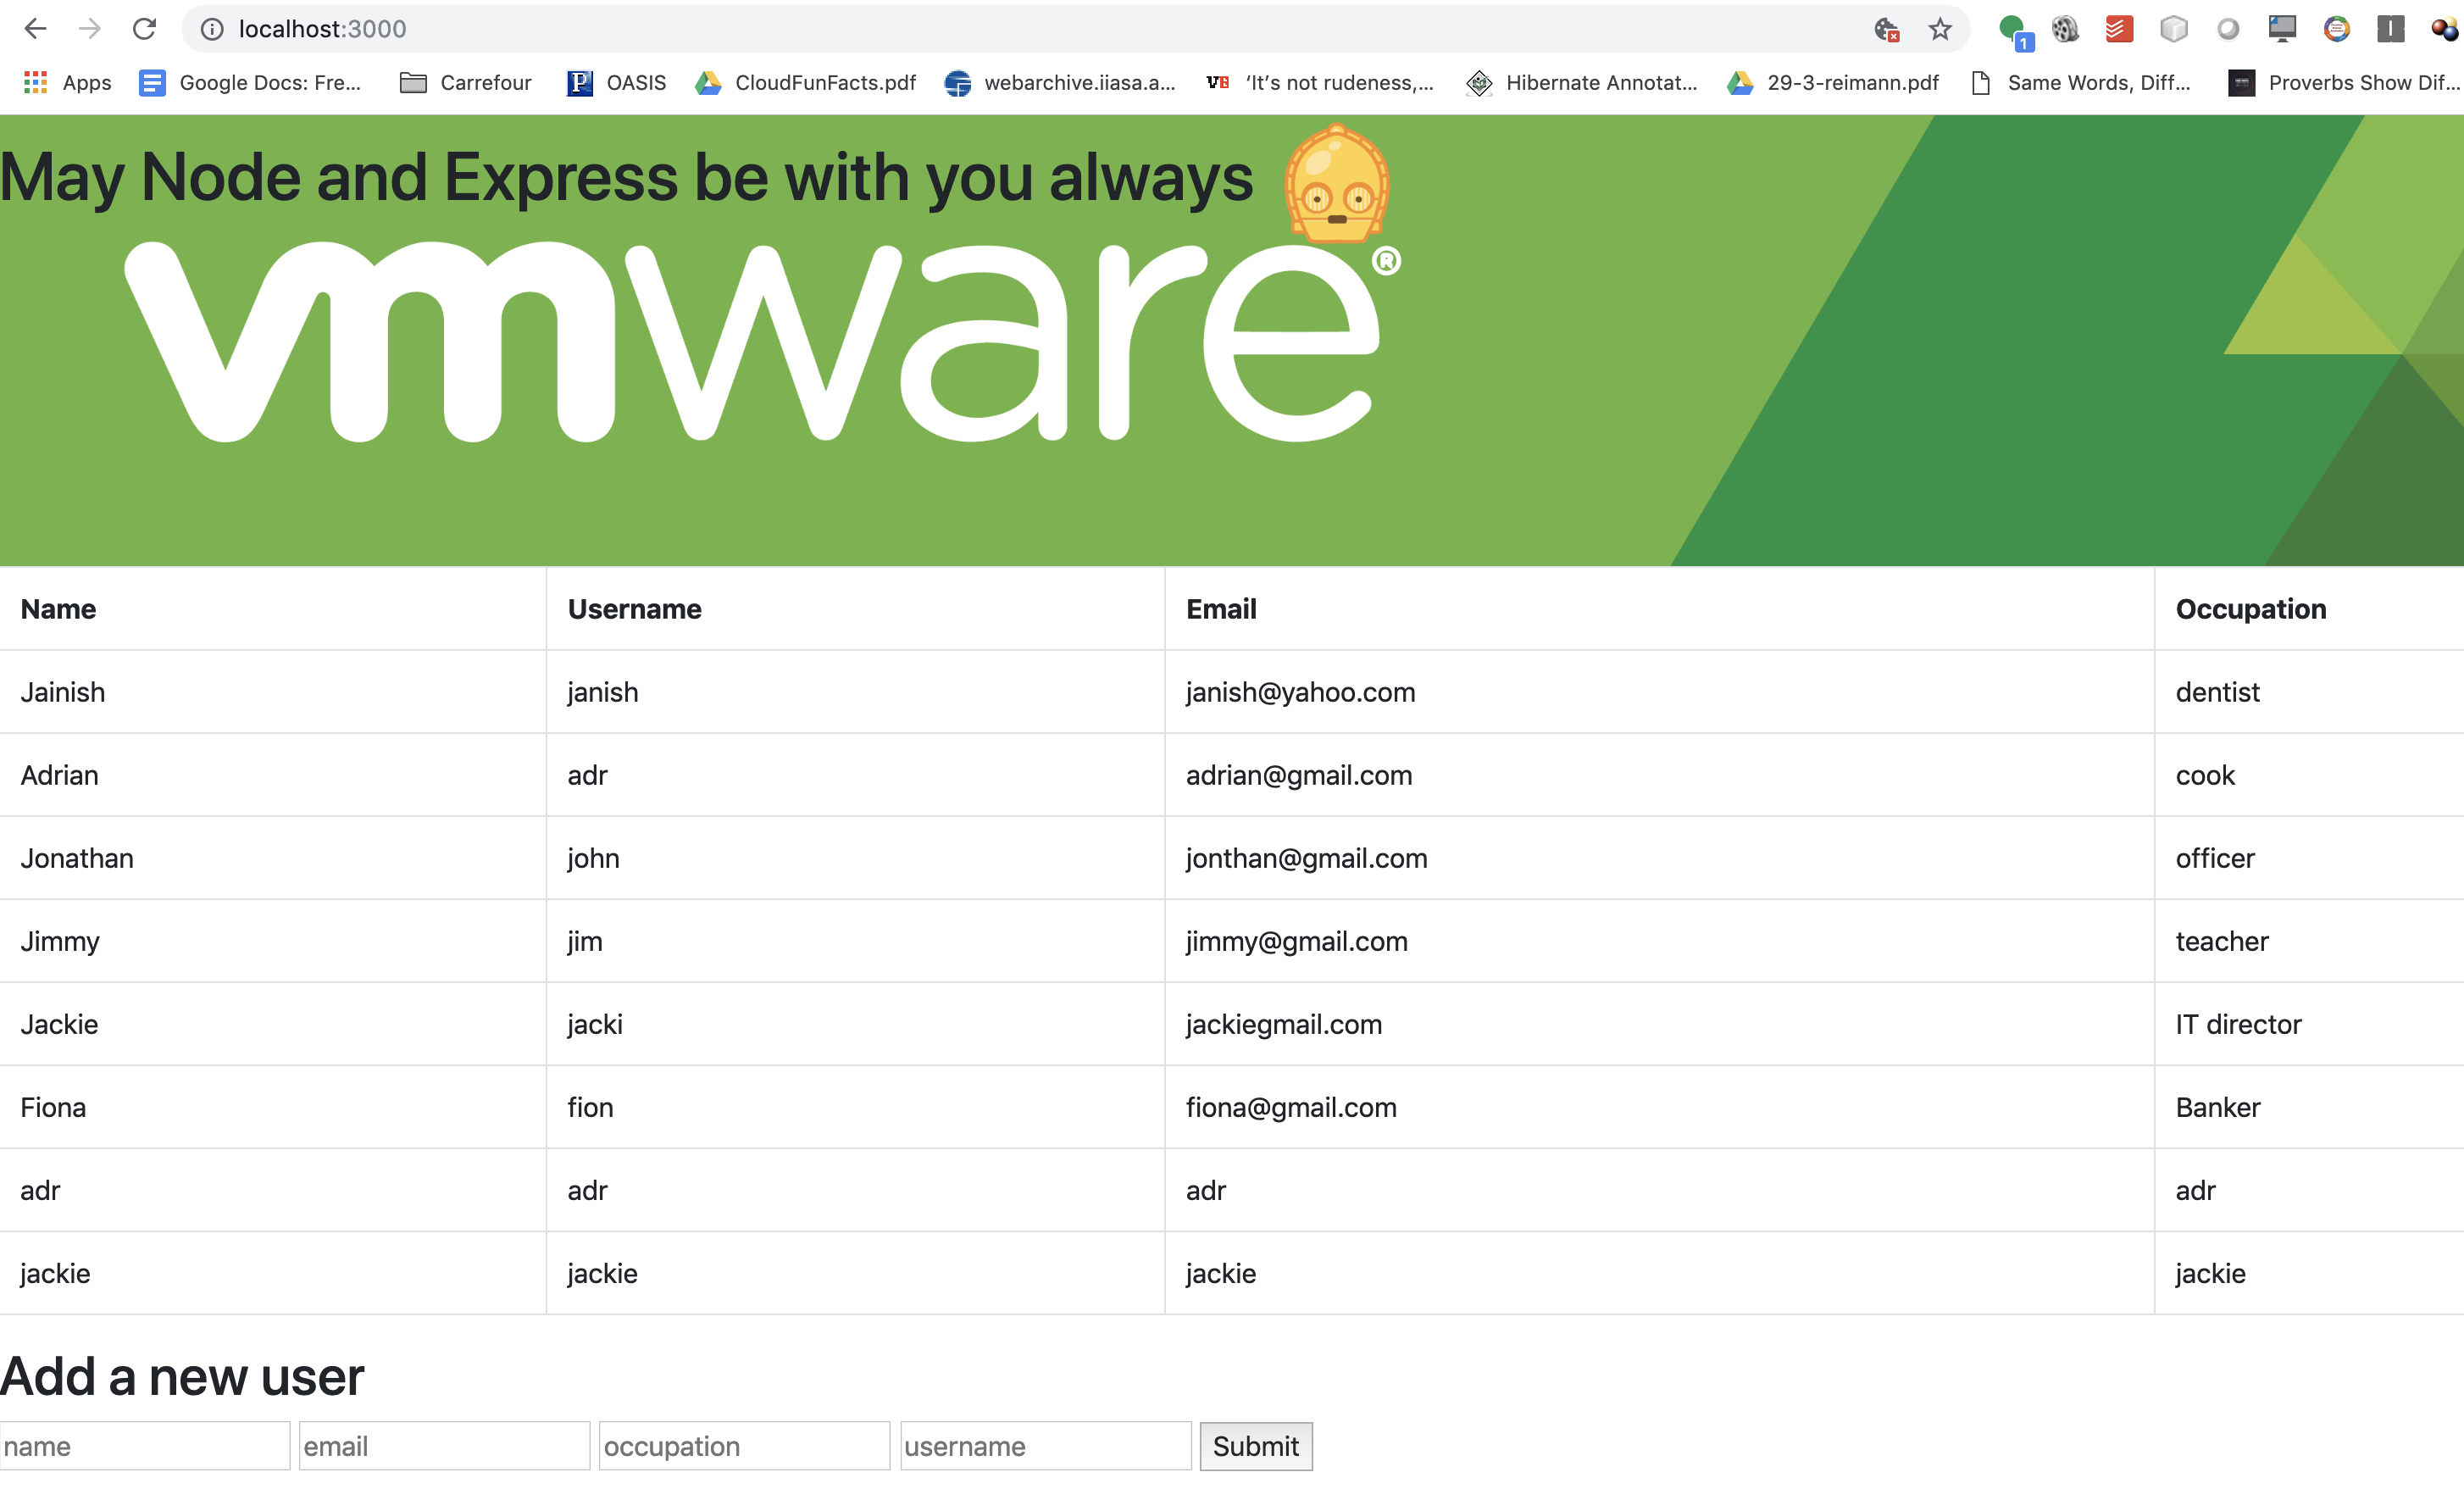 localhost:3000
1
Apps Google Docs: Fre... Carrefour OASIS CloudFunFacts.pdf webarchive.iiasa.a... VB ‘It’s not rudeness,... Hibernate Annotat... 29-3-reimann.pdf Same Words, Diff... Proverbs Show Dif...
May Node and Express be with you always
vmware®
Name Username Email Occupation
Jainish janish janish@yahoo.com dentist
Adrian adr adrian@gmail.com cook
Jonathan john jonthan@gmail.com officer
Jimmy jim jimmy@gmail.com teacher
Jackie jacki jackiegmail.com IT director
Fiona fion fiona@gmail.com Banker
adr adr adr adr
jackie jackie jackie jackie
Add a new user
name email occupation username Submit